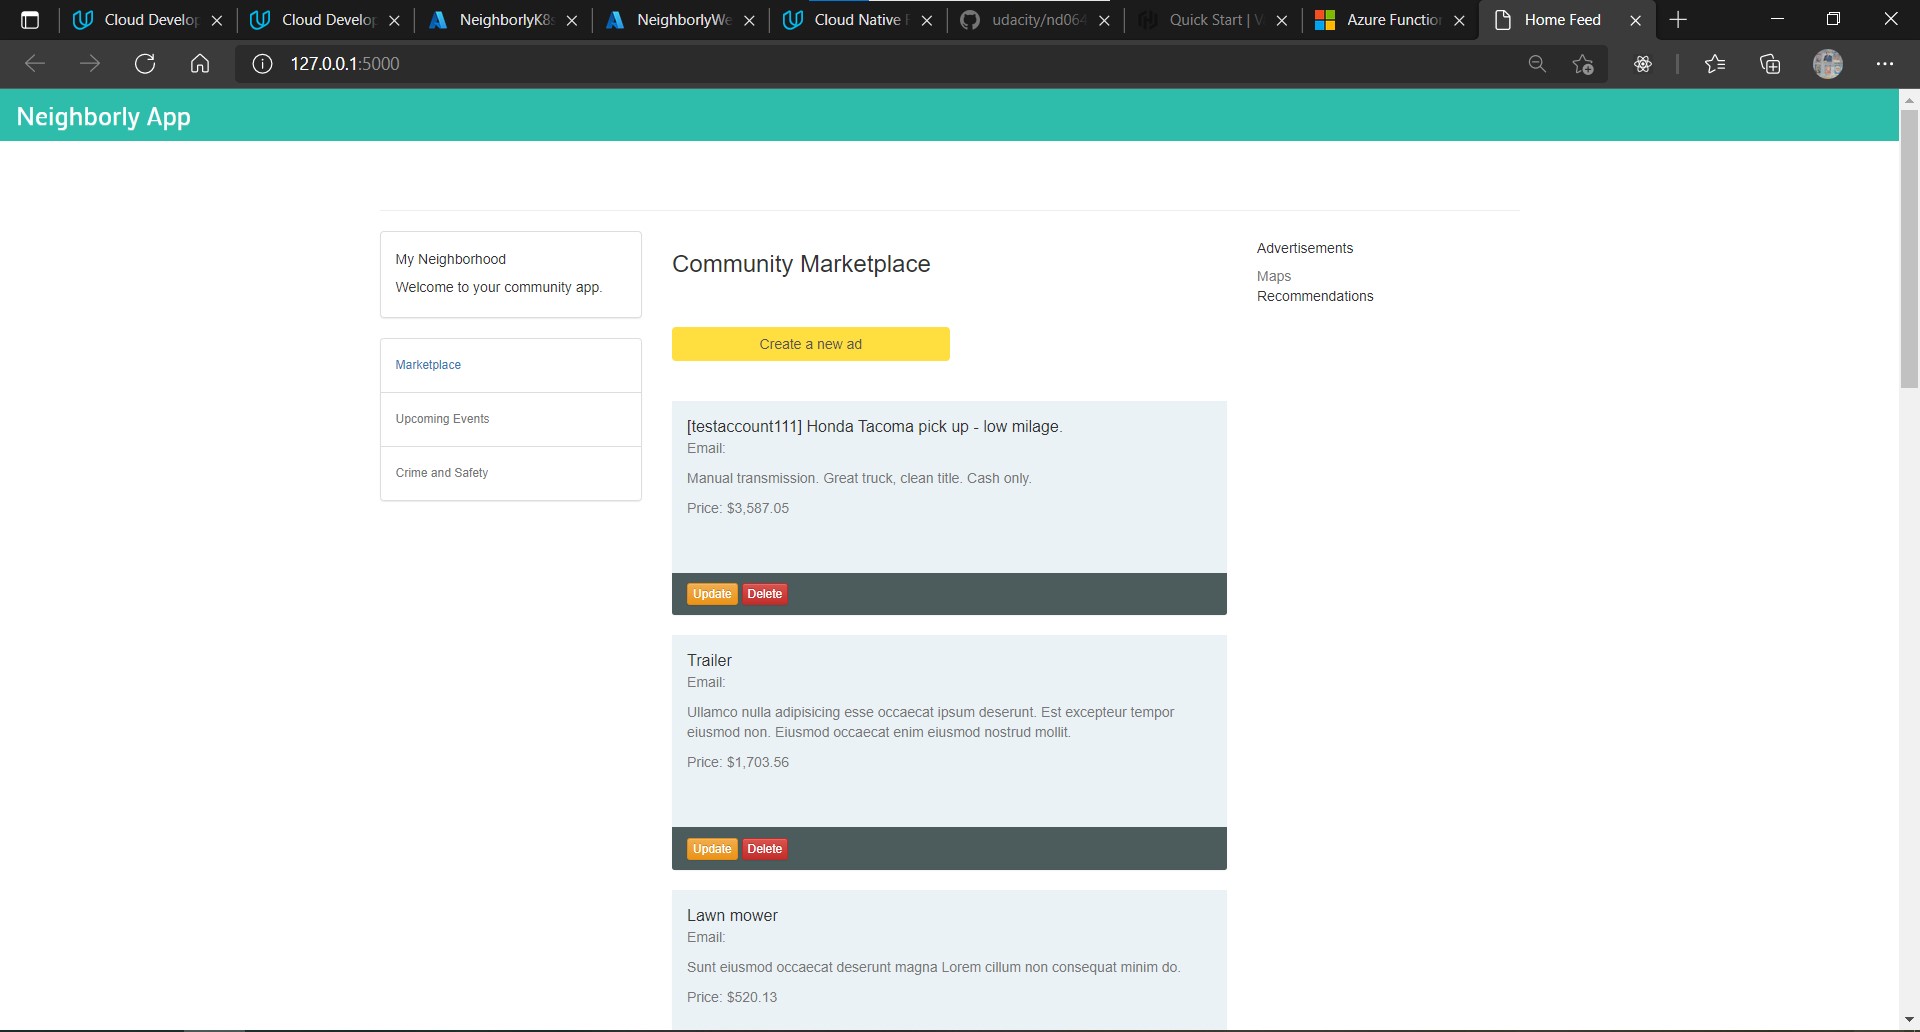 Cloud Develop
Cloud Develop
NeighborlyK8s
NeighborlyWe
Cloud Native
udacity/nd064
Quick Start |
Azure Function
Home Feed
127.0.0.1:5000
Neighborly App
My Neighborhood
Welcome to your community app.
Marketplace
Upcoming Events
Crime and Safety
Community Marketplace
Create a new ad
[testaccount111] Honda Tacoma pick up - low milage.
Email:
Manual transmission. Great truck, clean title. Cash only.
Price: $3,587.05
Update Delete
Trailer
Email:
Ullamco nulla adipisicing esse occaecat ipsum deserunt. Est excepteur tempor
eiusmod non. Eiusmod occaecat enim eiusmod nostrud mollit.
Price: $1,703.56
Update Delete
Lawn mower
Email:
Sunt eiusmod occaecat deserunt magna Lorem cillum non consequat minim do.
Price: $520.13
Advertisements
Maps
Recommendations